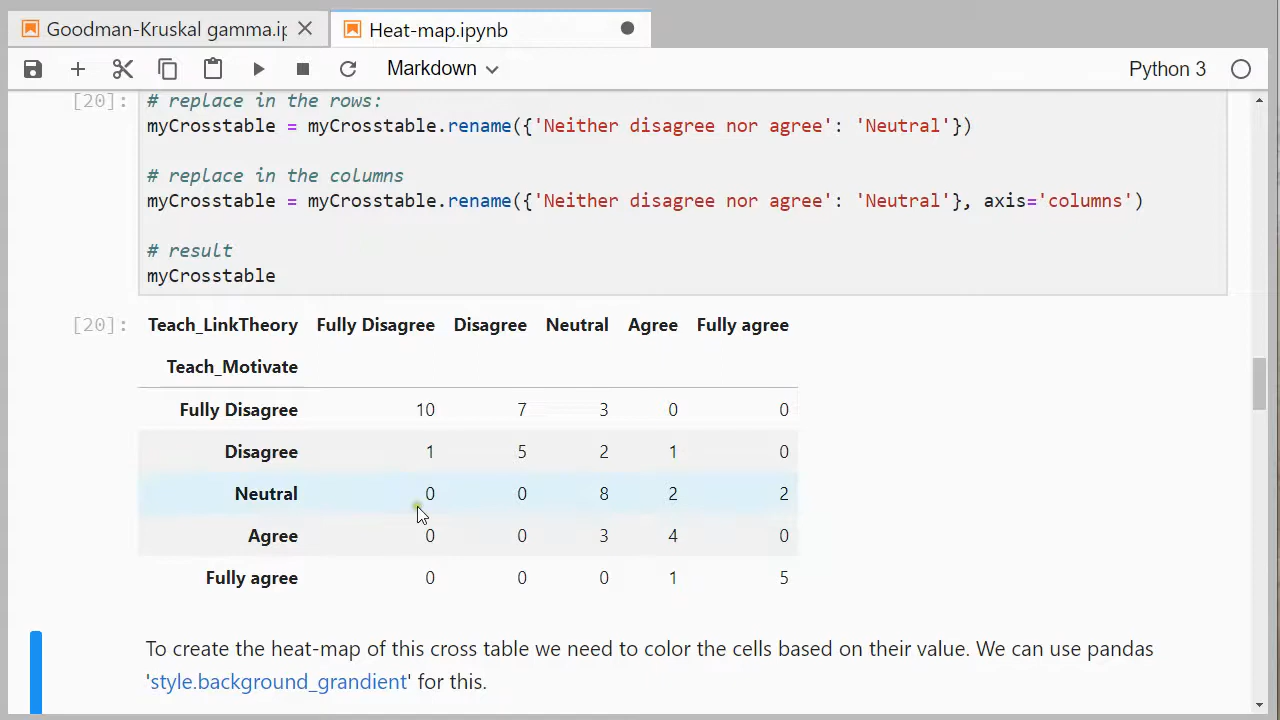 Goodman-Kruskal gamma.ip
Heat-map.ipynb
Markdown
Python 3
[20]:
# replace in the rows:
myCrosstable = myCrosstable.rename({'Neither disagree nor agree': 'Neutral'})
# replace in the columns
myCrosstable = myCrosstable.rename({'Neither disagree nor agree': 'Neutral'}, axis='columns')
# result
myCrosstable
[20]: Teach_LinkTheory Fully Disagree Disagree Neutral Agree Fully agree
Teach_Motivate
Fully Disagree 10 7 3 0 0
Disagree 1 5 2 1 0
Neutral 0 0 8 2 2
Agree 0 0 3 4 0
Fully agree 0 0 0 1 5
To create the heat-map of this cross table we need to color the cells based on their value. We can use pandas
'style.background_grandient' for this.